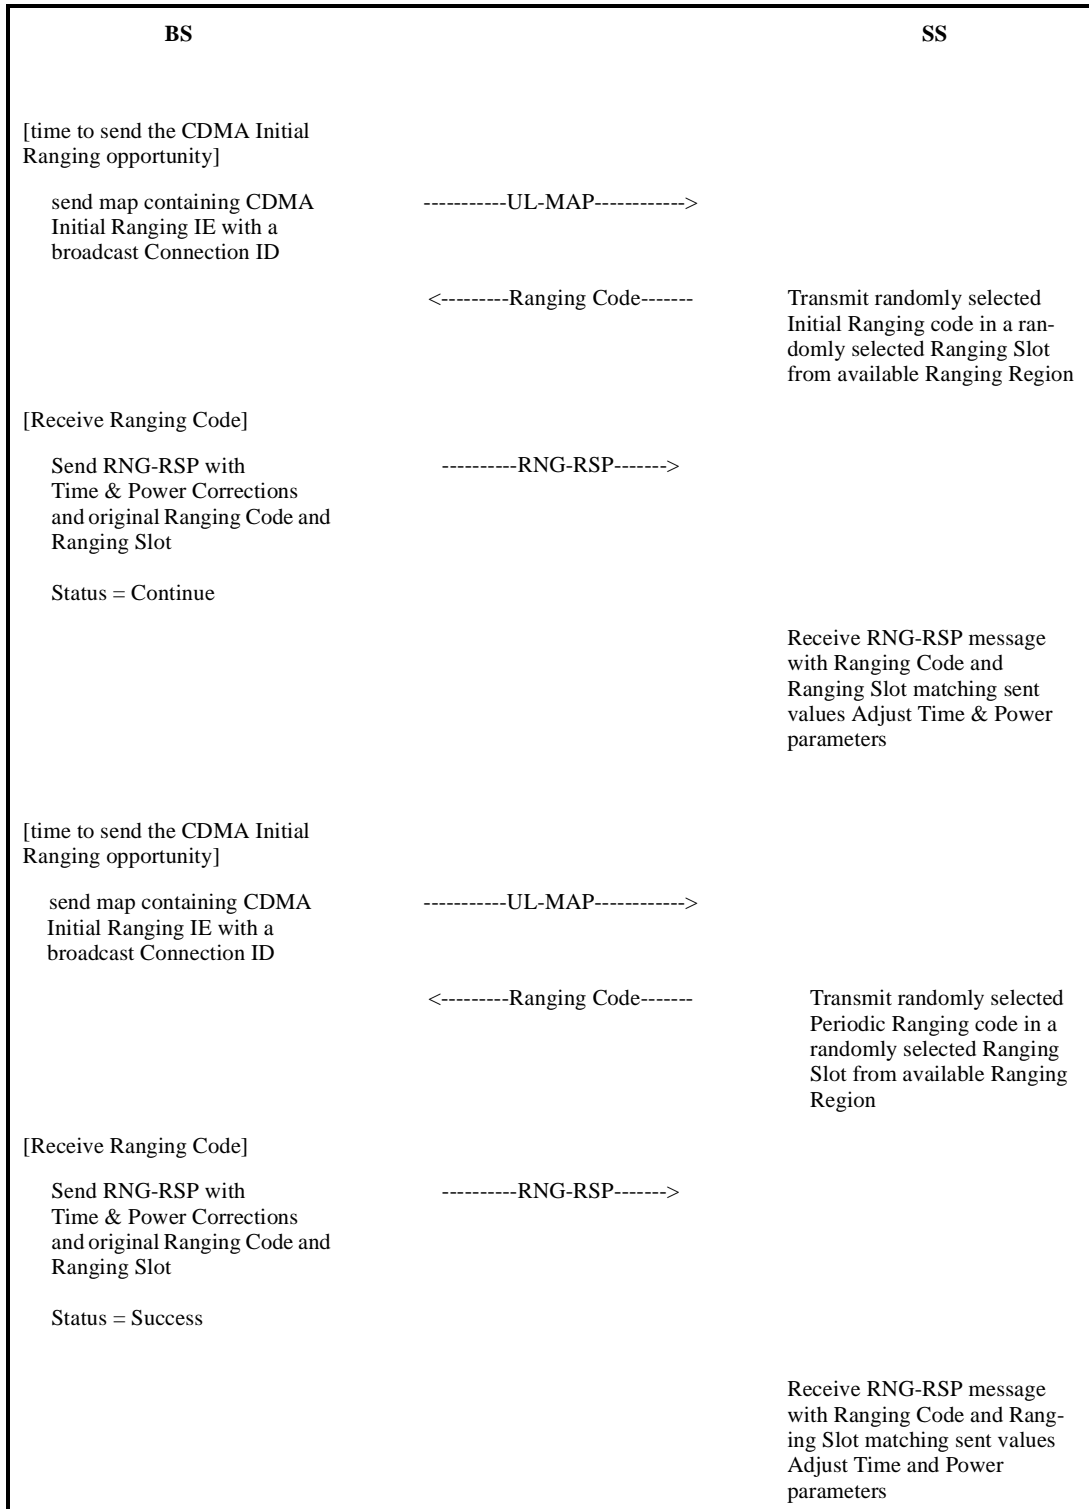 BS
SS
[time to send the CDMA Initial
Ranging opportunity]
send map containing CDMA
Initial Ranging IE with a
broadcast Connection ID
-----------UL-MAP------------>
<---------Ranging Code-------
Transmit randomly selected
Initial Ranging code in a ran-
domly selected Ranging Slot
from available Ranging Region
[Receive Ranging Code]
Send RNG-RSP with
Time & Power Corrections
and original Ranging Code and
Ranging Slot
----------RNG-RSP------->
Status = Continue
Receive RNG-RSP message
with Ranging Code and
Ranging Slot matching sent
values Adjust Time & Power
parameters
[time to send the CDMA Initial
Ranging opportunity]
send map containing CDMA
Initial Ranging IE with a
broadcast Connection ID
-----------UL-MAP------------>
<---------Ranging Code-------
Transmit randomly selected
Periodic Ranging code in a
randomly selected Ranging
Slot from available Ranging
Region
[Receive Ranging Code]
Send RNG-RSP with
Time & Power Corrections
and original Ranging Code and
Ranging Slot
----------RNG-RSP------->
Status = Success
Receive RNG-RSP message
with Ranging Code and Rang-
ing Slot matching sent values
Adjust Time and Power
parameters